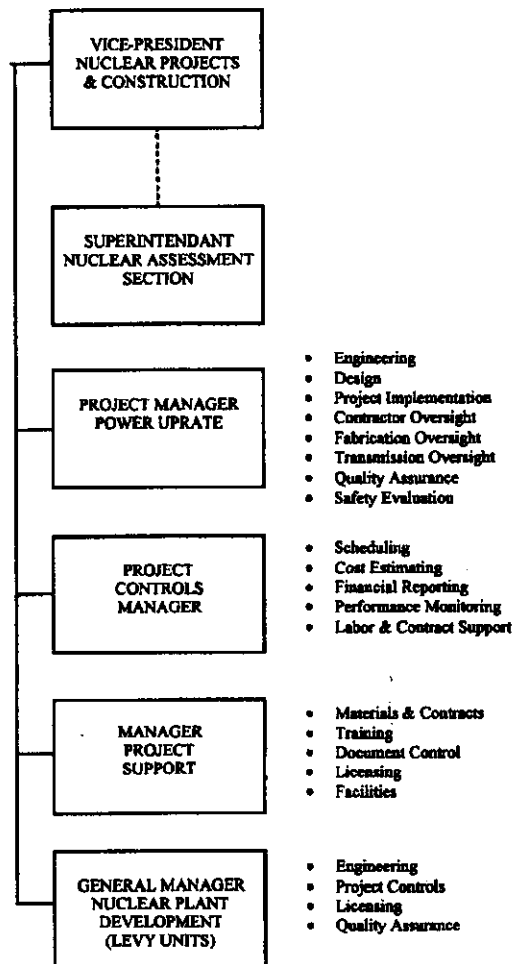 VICE-PRESIDENT
NUCLEAR PROJECTS
& CONSTRUCTION
SUPERINTENDANT
NUCLEAR ASSESSMENT
SECTION
PROJECT MANAGER
POWER UPRATE
• Engineering
• Design
• Project Implementation
• Contractor Oversight
• Fabrication Oversight
• Transmission Oversight
• Quality Assurance
• Safety Evaluation
PROJECT
CONTROLS
MANAGER
• Scheduling
• Cost Estimating
• Financial Reporting
• Performance Monitoring
• Labor & Contract Support
MANAGER
PROJECT
SUPPORT
• Materials & Contracts
• Training
• Document Control
• Licensing
• Facilities
GENERAL MANAGER
NUCLEAR PLANT
DEVELOPMENT
(LEVY UNITS)
• Engineering
• Project Controls
• Licensing
• Quality Assurance